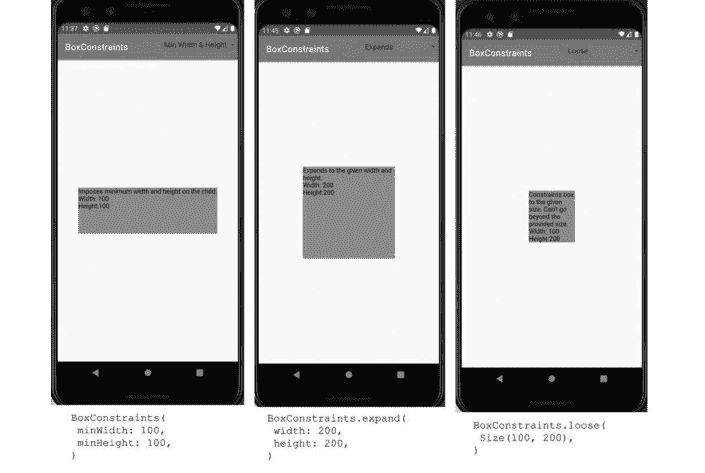 11:37
BoxConstraints Min Width & Height
Imposes minimum width and height on the child
Width: 100
Height:100
BoxConstraints(
minWidth: 100,
minHeight: 100,
)
11:45
BoxConstraints Expands
Expands to the given width and
height.
Width: 200
Height:200
BoxConstraints.expand(
width: 200,
height: 200,
)
11:46
BoxConstraints Loose
Constraints box
to the given
size. Can't go
beyond the
provided size.
Width: 100
Height:200
BoxConstraints.loose(
Size(100, 200),
)